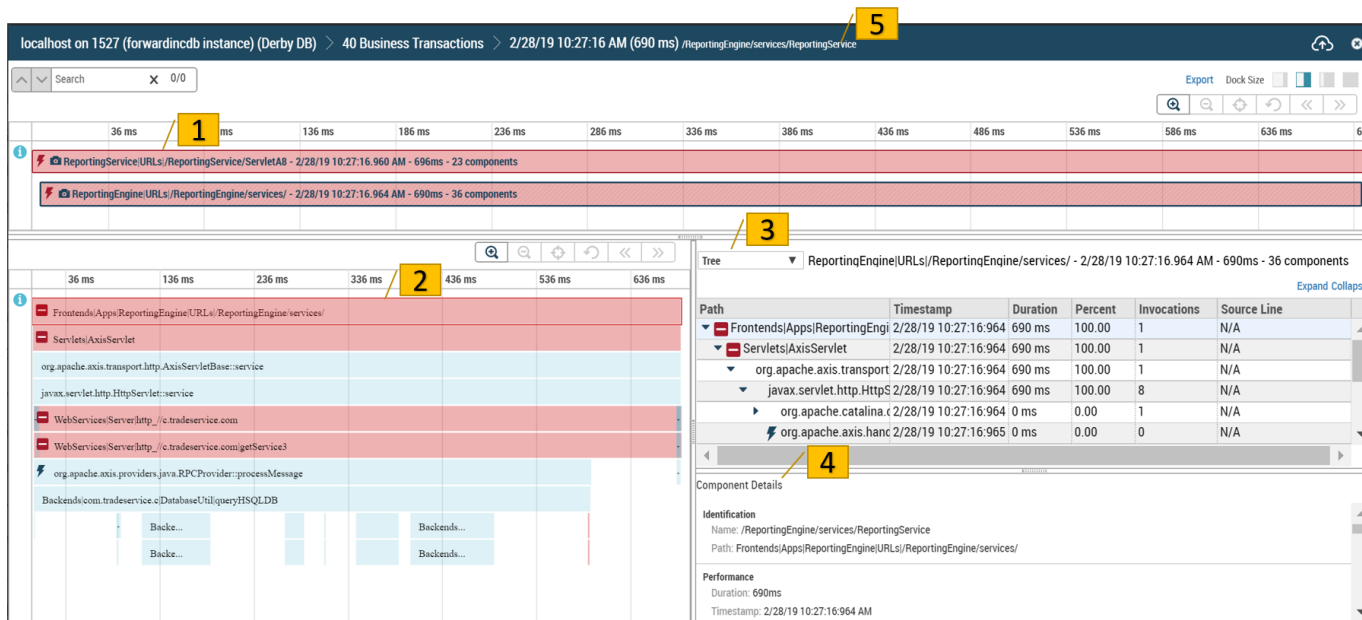 5
localhost on 1527 (forwardincdb instance) (Derby DB) > 40 Business Transactions > 2/28/19 10:27:16 AM (690 ms) /ReportingEngine/services/ReportingService
Search X 0/0
Export Dock Size
36 ms 1 ms 136 ms 186 ms 236 ms 286 ms 336 ms 386 ms 436 ms 486 ms 536 ms 586 ms 636 ms 6
ReportingService|URLs|/ReportingService/ServletA8 - 2/28/19 10:27:16.960 AM - 696ms - 23 components
ReportingEngine|URLs|/ReportingEngine/services/ - 2/28/19 10:27:16.964 AM - 690ms - 36 components
3
Tree ReportingEngine|URLs|/ReportingEngine/services/ - 2/28/19 10:27:16.964 AM - 690ms - 36 components
36 ms 136 ms 236 ms 336 ms 2 436 ms 536 ms 636 ms
Expand Collaps
Frontends|Apps|ReportingEngine|URLs|/ReportingEngine/services/
Servlets|AxisServlet
org.apache.axis.transport.http.AxisServletBase::service
javax.servlet.http.HttpServlet::service
WebServices|Server|http_//c.tradeservice.com
WebServices|Server|http_//c.tradeservice.com|getService3
org.apache.axis.providers.java.RPCProvider::processMessage
Backends|com.tradeservice.c|DatabaseUtil|queryHSQLDB
Backe... Backends...
Backe... Backends...
Path Timestamp Duration Percent Invocations Source Line
Frontends|Apps|ReportingEngi 2/28/19 10:27:16:964 690 ms 100.00 1 N/A
Servlets|AxisServlet 2/28/19 10:27:16:964 690 ms 100.00 1 N/A
org.apache.axis.transport 2/28/19 10:27:16:964 690 ms 100.00 1 N/A
javax.servlet.http.HttpS 2/28/19 10:27:16:964 690 ms 100.00 8 N/A
org.apache.catalina.c 2/28/19 10:27:16:964 0 ms 0.00 1 N/A
org.apache.axis.hanc 2/28/19 10:27:16:965 0 ms 0.00 0 N/A
4
Component Details
Identification
Name: /ReportingEngine/services/ReportingService
Path: Frontends|Apps|ReportingEngine|URLs|/ReportingEngine/services/
Performance
Duration: 690ms
Timestamp: 2/28/19 10:27:16:964 AM